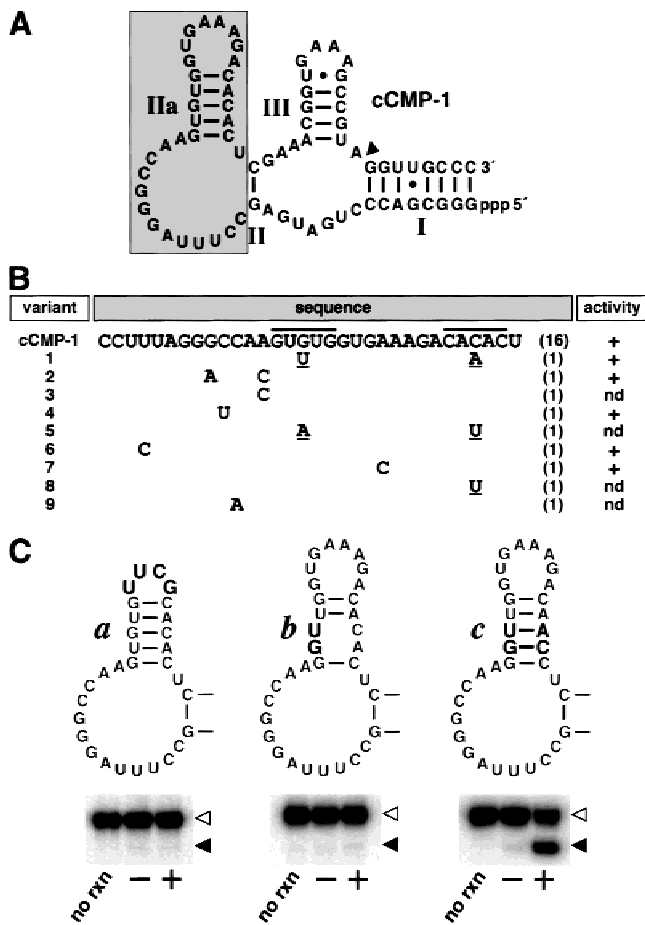 A
G U G U G G U G A A A G A C A C A C U
IIa
A A C C G G G A U U U C C
II
C G A A A C G G U G A A A G C C G U A
III
cCMP-1
GGUUGCCC 3´
G A G U A G U C C A G C G G G ppp 5´
I
B
variant sequence activity
cCMP-1 CCUUUAGGGCCAAGUGUGGUGAAAGACACACU (16) +
1 U A (1) +
2 A C (1) +
3 C (1) nd
4 U (1) +
5 A U (1) nd
6 C (1) +
7 C (1) +
8 U (1) nd
9 A (1) nd
C
a
C C U U U A G G G C C A A G U G U G U U C G C A C A C U C G
b
C C U U U A G G G C C A A G G U U G G U G A A A G A C A C A C U C G
c
C C U U U A G G G C C A A G G U U G G U G A A A G A C A A C C U C G
no rxn − +
no rxn − +
no rxn − +